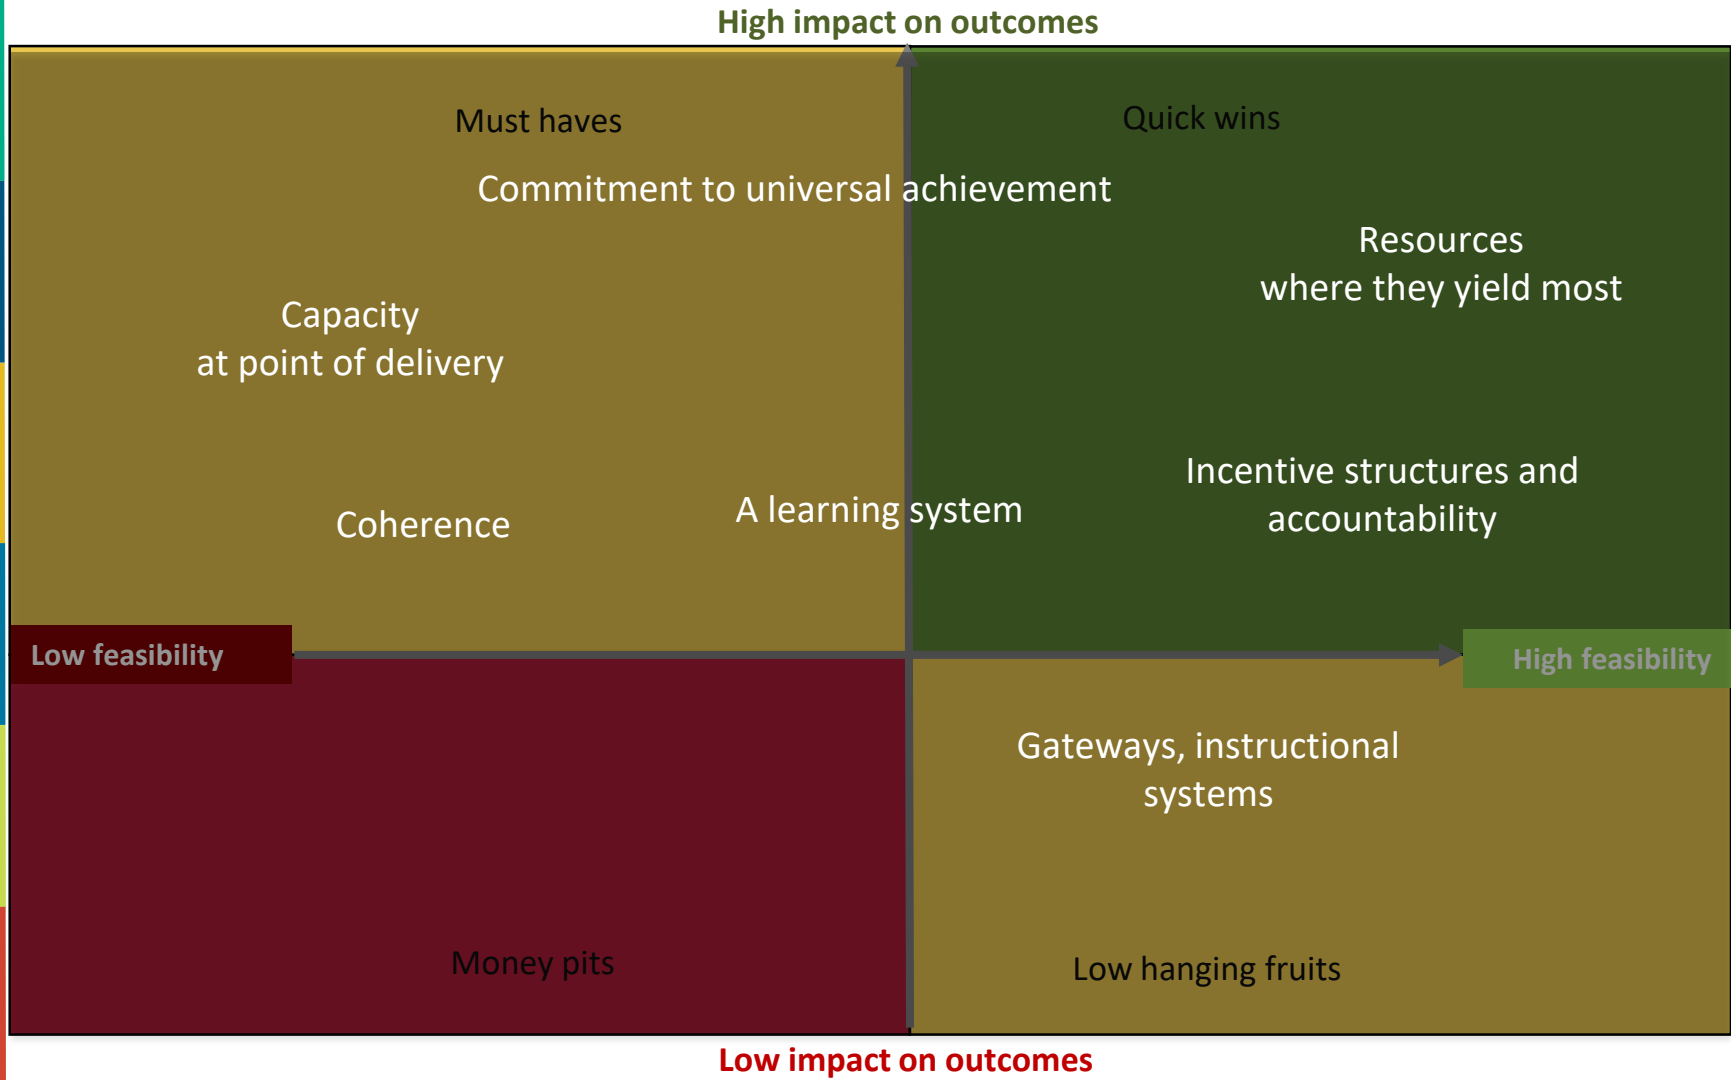 High impact on outcomes
Must haves
Quick wins
Commitment to universal achievement
Resources
where they yield most
Capacity
at point of delivery
Incentive structures and
accountability
A learning system
Coherence
Low feasibility
High feasibility
Gateways, instructional
systems
Money pits
Low hanging fruits
Low impact on outcomes